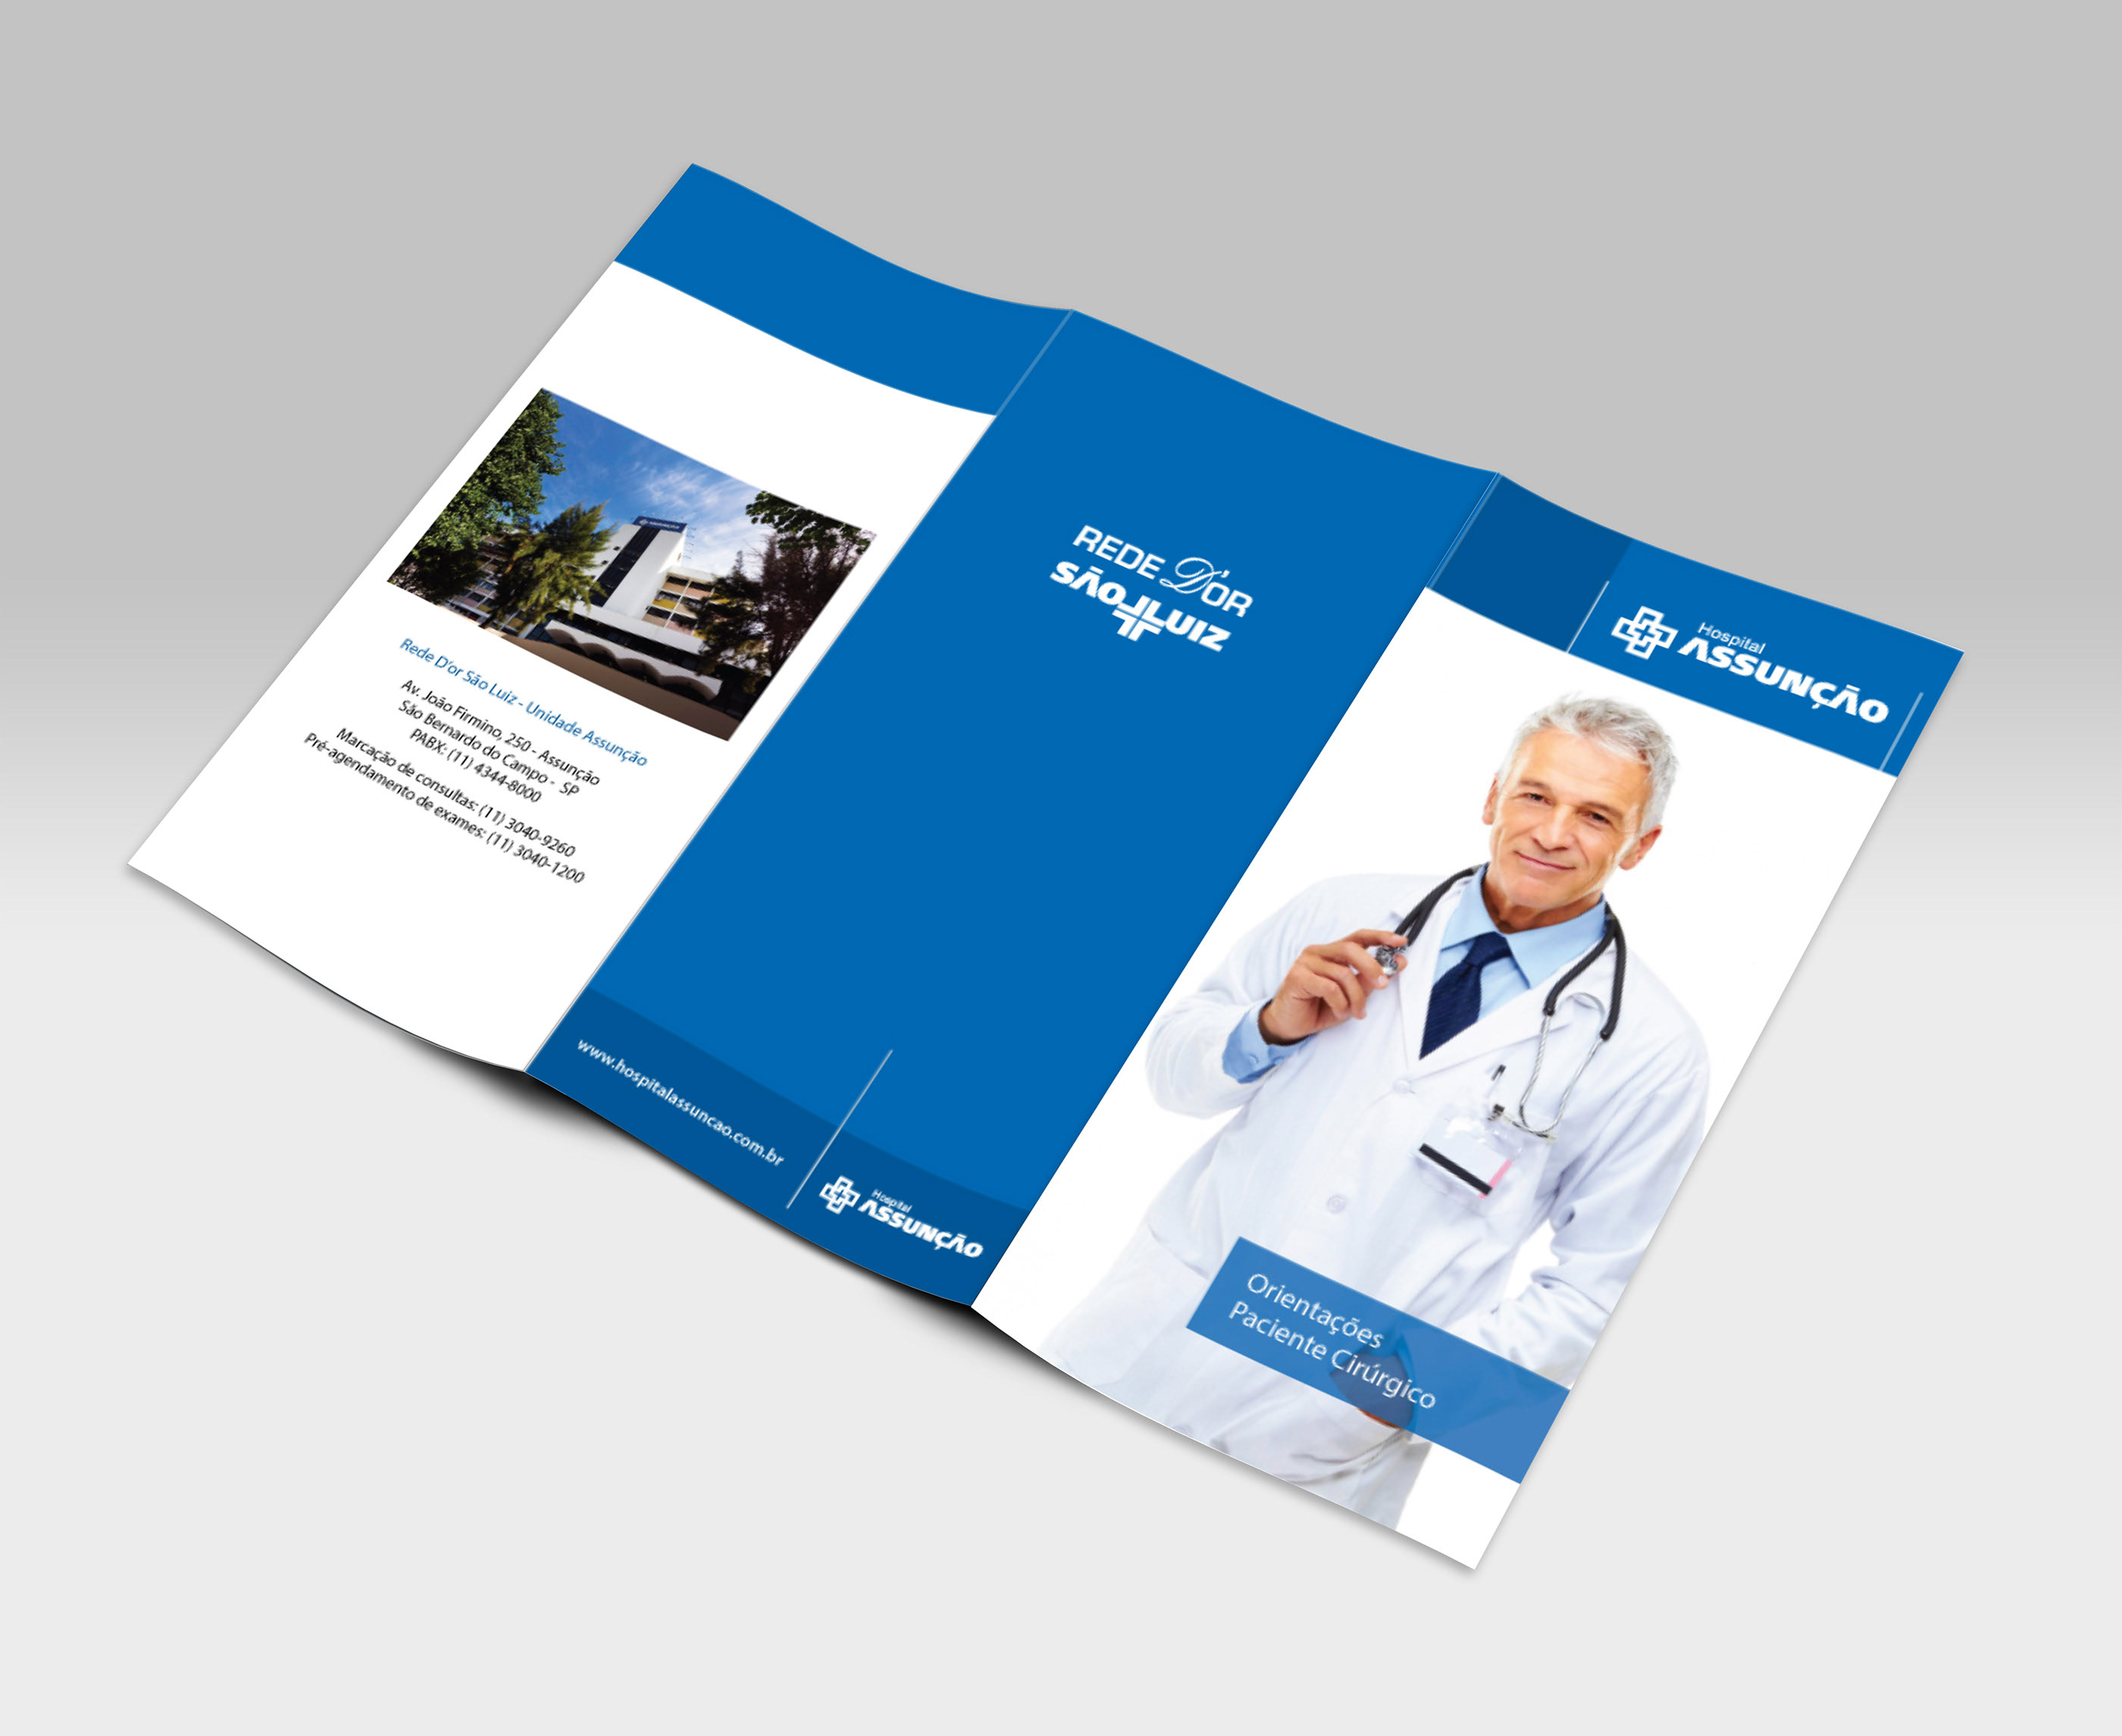 Rede D'or São Luiz - Unidade Assunção
Av. João Firmino, 250 - Assunção
São Bernardo do Campo - SP
PABX: (11) 4344-8000
Marcação de consultas: (11) 3040-9260
Pré-agendamento de exames: (11) 3040-1200
REDE D'OR
SÃO LUIZ
www.hospitalassuncao.com.br
Hospital
ASSUNÇÃO
Hospital
ASSUNÇÃO
Orientações
Paciente Cirúrgico